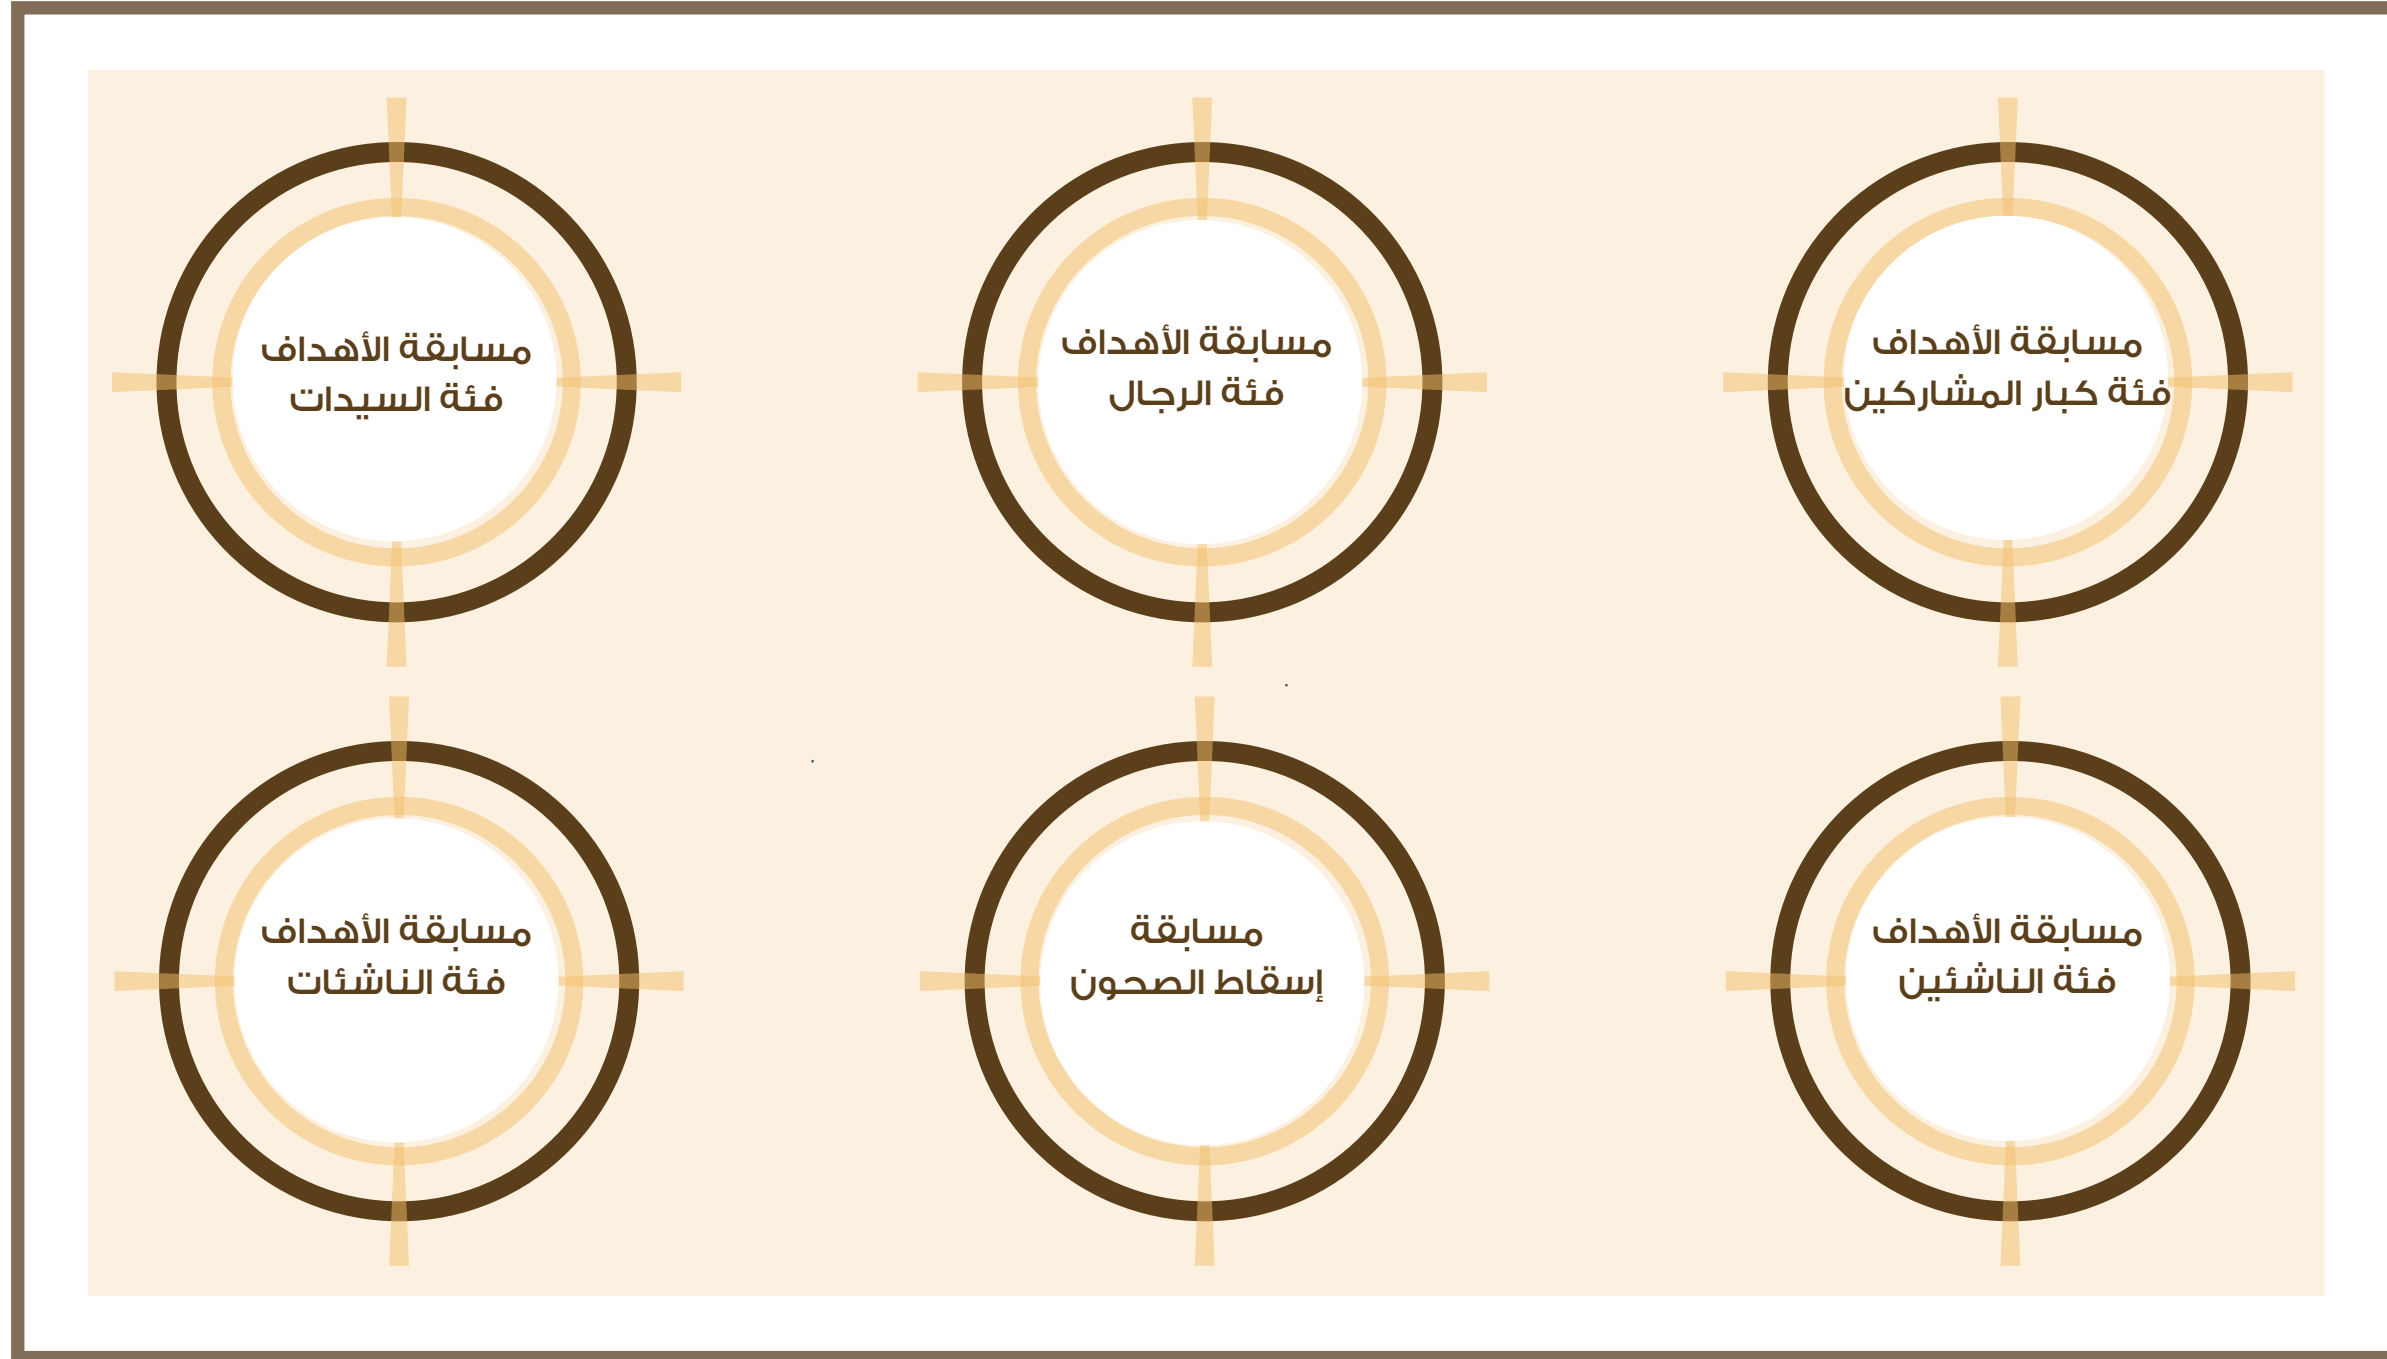 مسابقة الأهداف
فئة كبار المشاركين
مسابقة الأهداف
فئة الرجال
مسابقة الأهداف
فئة السيدات
مسابقة الأهداف
فئة الناشئين
مسابقة
إسقاط الصحون
مسابقة الأهداف
فئة الناشئات